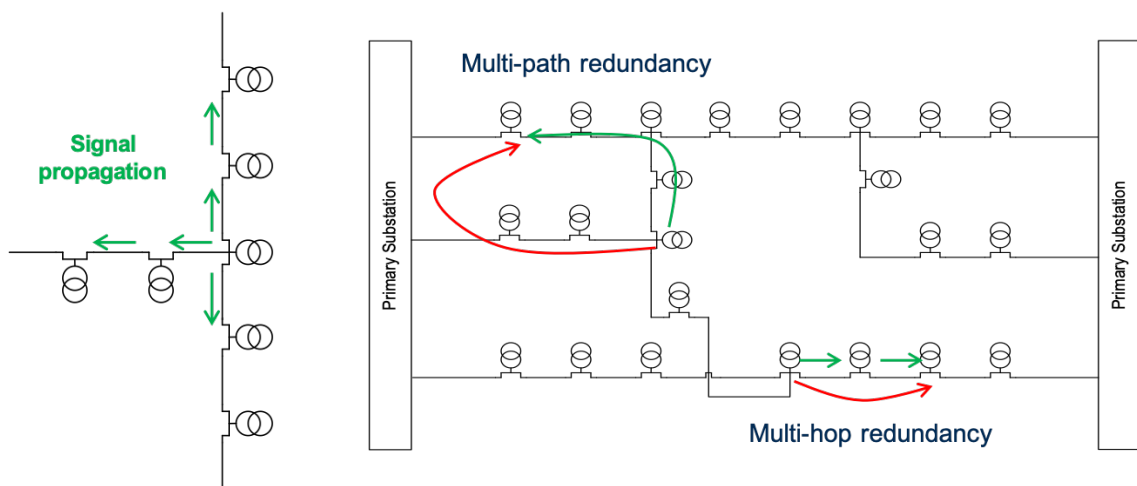 Signal
propagation
Multi-path redundancy
Primary Substation
Primary Substation
Multi-hop redundancy